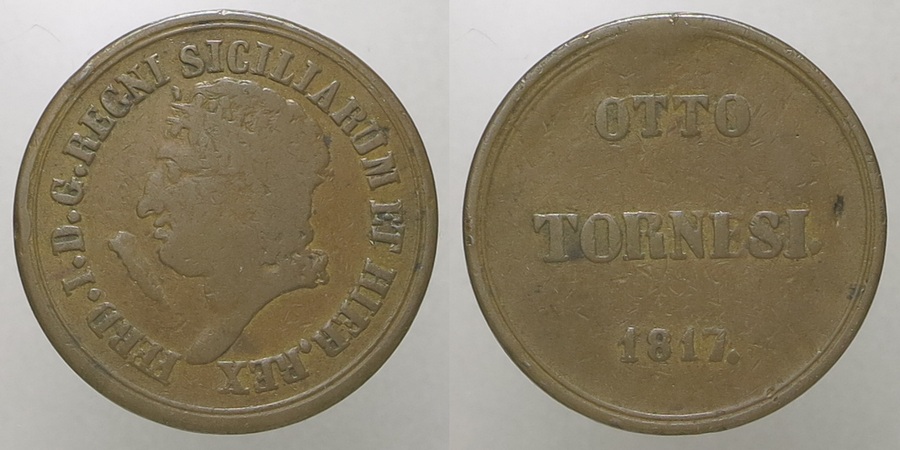 FERD.I.D.G.REGNI SICILIARUM ET HIER.REX
OTTO
TORNESI.
1817.